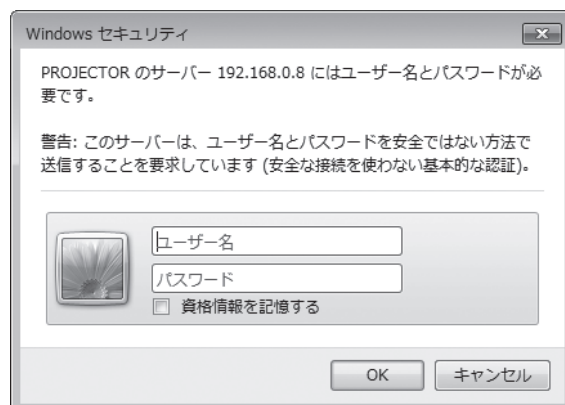 Windows セキュリティ
PROJECTOR のサーバー 192.168.0.8 にはユーザー名とパスワードが必
要です。
警告: このサーバーは、ユーザー名とパスワードを安全ではない方法で
送信することを要求しています (安全な接続を使わない基本的な認証)。
ユーザー名
パスワード
資格情報を記憶する
OK
キャンセル